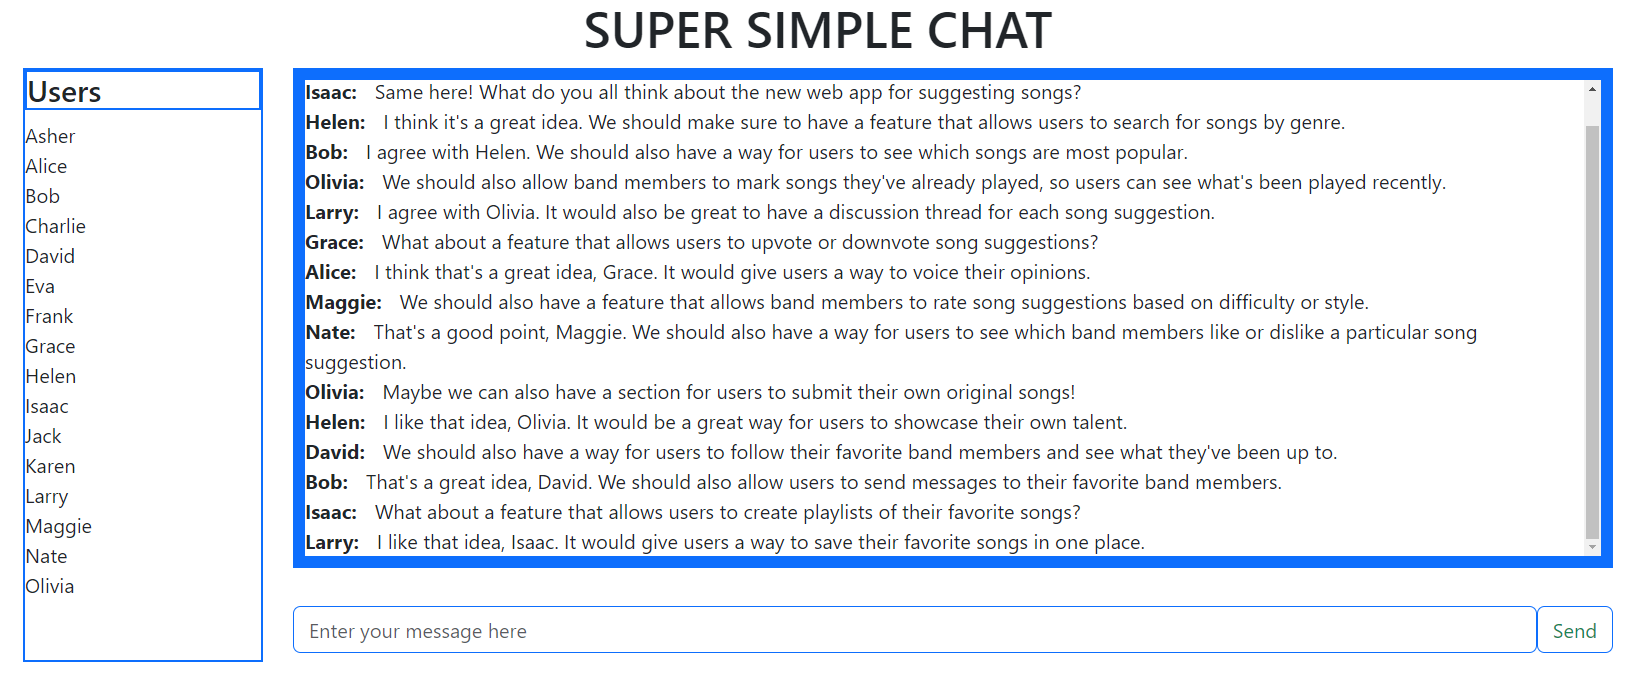 SUPER SIMPLE CHAT
Users
Asher
Alice
Bob
Charlie
David
Eva
Frank
Grace
Helen
Isaac
Jack
Karen
Larry
Maggie
Nate
Olivia
Isaac: Same here! What do you all think about the new web app for suggesting songs?
Helen: I think it's a great idea. We should make sure to have a feature that allows users to search for songs by genre.
Bob: I agree with Helen. We should also have a way for users to see which songs are most popular.
Olivia: We should also allow band members to mark songs they've already played, so users can see what's been played recently.
Larry: I agree with Olivia. It would also be great to have a discussion thread for each song suggestion.
Grace: What about a feature that allows users to upvote or downvote song suggestions?
Alice: I think that's a great idea, Grace. It would give users a way to voice their opinions.
Maggie: We should also have a feature that allows band members to rate song suggestions based on difficulty or style.
Nate: That's a good point, Maggie. We should also have a way for users to see which band members like or dislike a particular song
suggestion.
Olivia: Maybe we can also have a section for users to submit their own original songs!
Helen: I like that idea, Olivia. It would be a great way for users to showcase their own talent.
David: We should also have a way for users to follow their favorite band members and see what they've been up to.
Bob: That's a great idea, David. We should also allow users to send messages to their favorite band members.
Isaac: What about a feature that allows users to create playlists of their favorite songs?
Larry: I like that idea, Isaac. It would give users a way to save their favorite songs in one place.
Enter your message here
Send